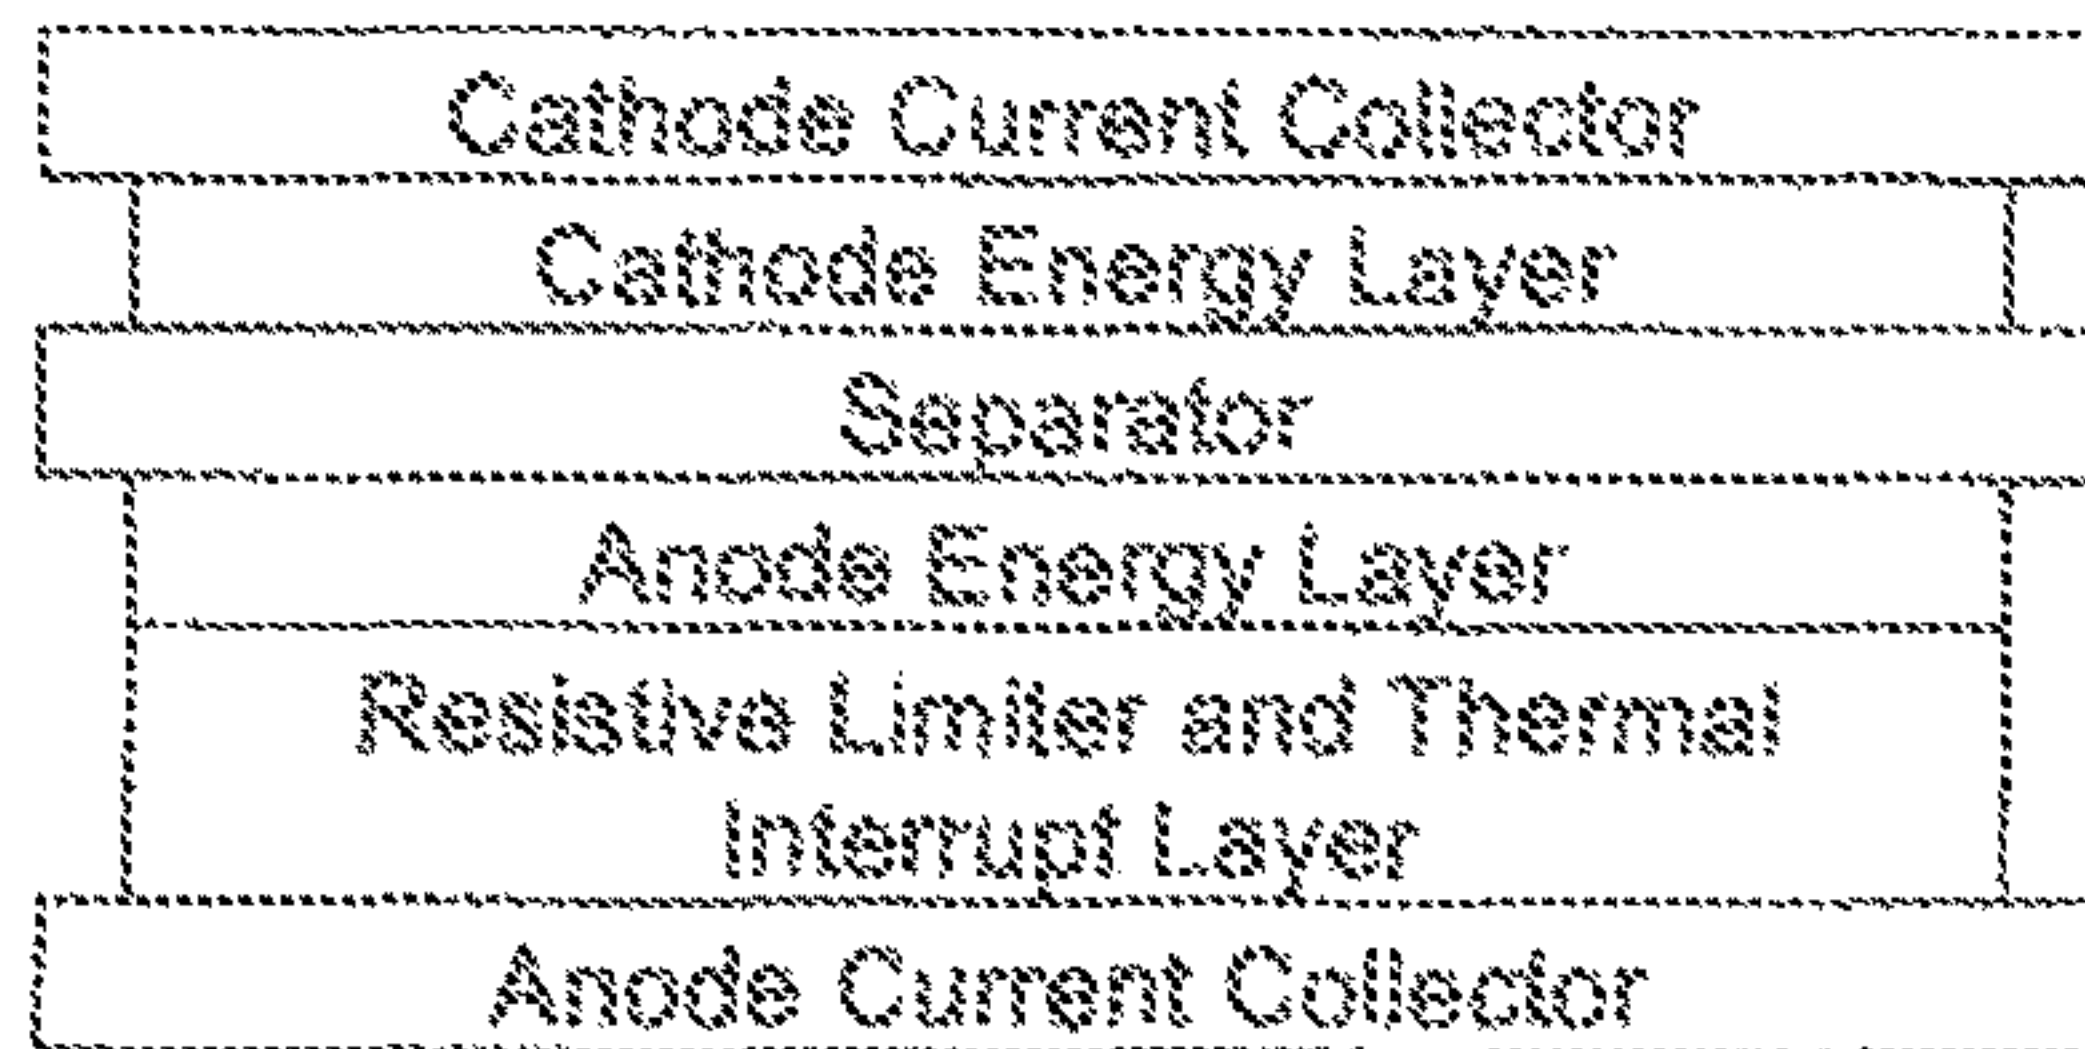 Cathode Current Collector
Cathode Energy Layer
Separator
Anode Energy Layer
Resistive Limiter and Thermal
Interrupt Layer
Anode Current Collector